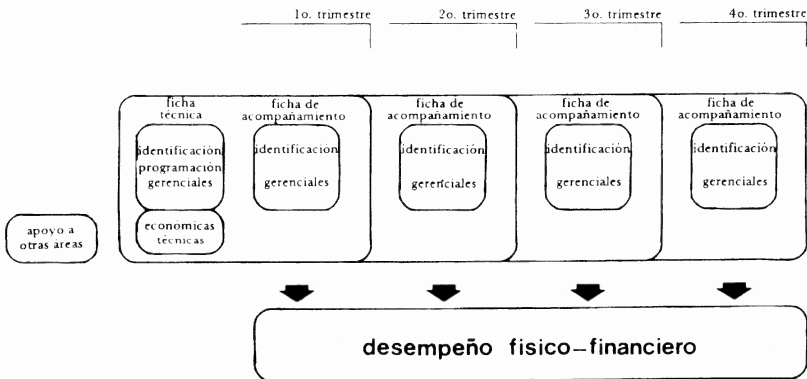 1o. trimestre
2o. trimestre
3o. trimestre
4o. trimestre
ficha
técnica
identificación
programación
gerenciales
económicas
técnicas
ficha de
acompañamiento
identificación
gerenciales
ficha de
acompañamiento
identificación
gerenciales
ficha de
acompañamiento
identificación
gerenciales
ficha de
acompañamiento
identificación
gerenciales
apoyo a
otras áreas
desempeño fisico–financiero